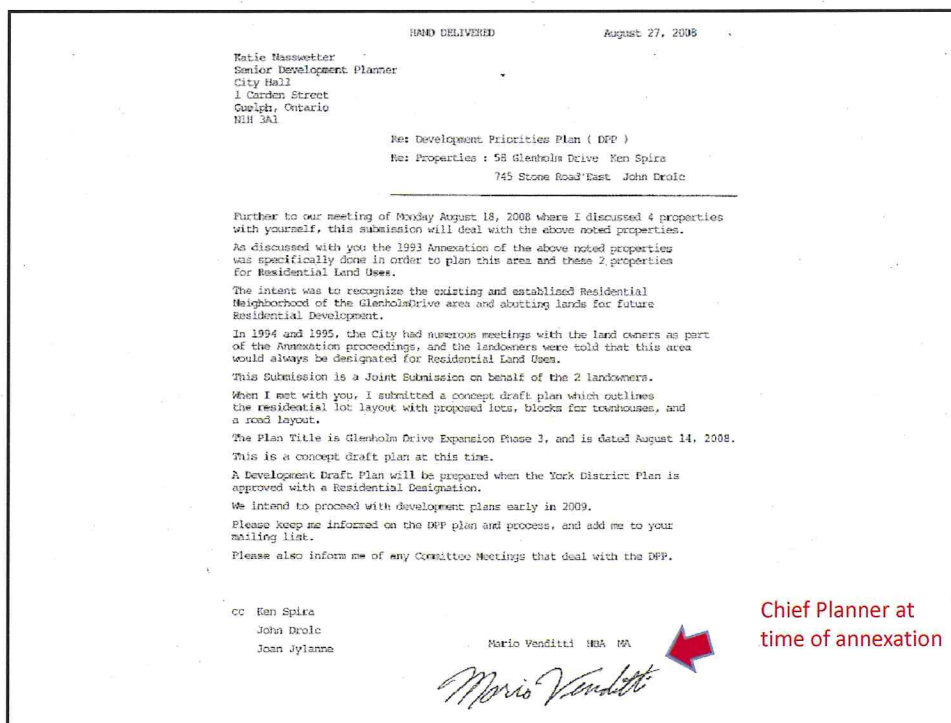 HAND DELIVERED August 27, 2008
Katie Nasswetter
Senior Development Planner
City Hall
1 Carden Street
Guelph, Ontario
N1H 3A1
Re: Development Priorities Plan ( DPP )
Re: Properties : 58 Glenholm Drive Ken Spira
745 Stone Road East John Drolc
Further to our meeting of Monday August 18, 2008 where I discussed 4 properties
with yourself, this submission will deal with the above noted properties.
As discussed with you the 1993 Annexation of the above noted properties
was specifically done in order to plan this area and these 2 properties
for Residential Land Uses.
The intent was to recognize the existing and establised Residential
Neighborhood of the GlenholmDrive area and abutting lands for future
Residential Development.
In 1994 and 1995, the City had numerous meetings with the land owners as part
of the Annexation proceedings, and the landowners were told that this area
would always be designated for Residential Land Uses.
This Submission is a Joint Submission on behalf of the 2 landowners.
When I met with you, I submitted a concept draft plan which outlines
the residential lot layout with proposed lots, blocks for townhouses, and
a road layout.
The Plan Title is Glenholm Drive Expansion Phase 3, and is dated August 14, 2008.
This is a concept draft plan at this time.
A Development Draft Plan will be prepared when the York District Plan is
approved with a Residential Designation.
We intend to proceed with development plans early in 2009.
Please keep me informed on the DPP plan and process, and add me to your
mailing list.
Please also inform me of any Committee Meetings that deal with the DPP.
cc Ken Spira
John Drolc
Joan Jylanne
Mario Venditti HBA MA
Mario Venditti
Chief Planner at
time of annexation